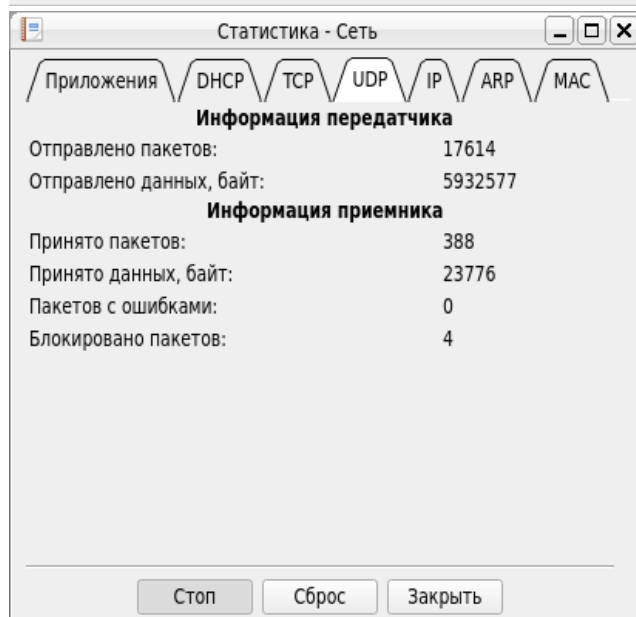 Статистика - Сеть
Приложения DHCP TCP UDP IP ARP MAC
Информация передатчика
Отправлено пакетов: 17614
Отправлено данных, байт: 5932577
Информация приемника
Принято пакетов: 388
Принято данных, байт: 23776
Пакетов с ошибками: 0
Блокировано пакетов: 4
Стоп Сброс Закрыть